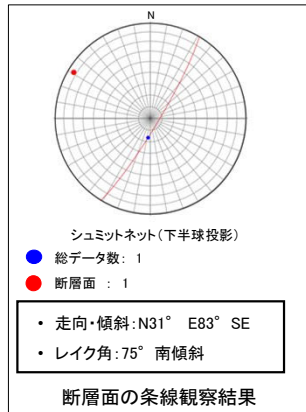 N
シュミットネット(下半球投影)
総データ数: 1
断層面 : 1
• 走向・傾斜:N31° E83° SE
• レイク角:75° 南傾斜
断層面の条線観察結果